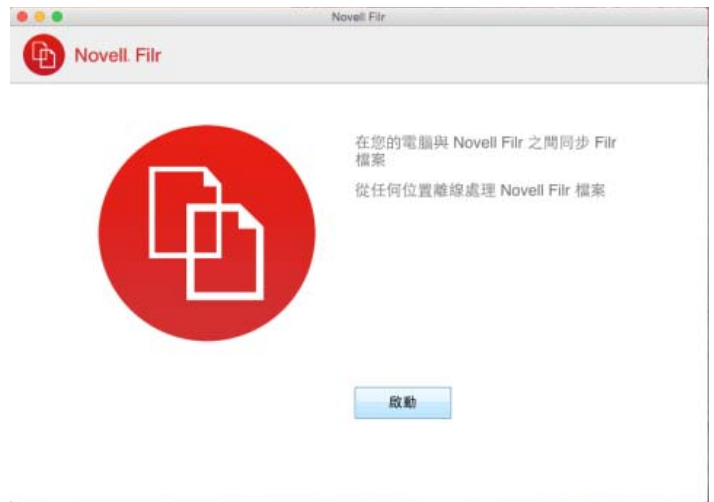 Novell Filr
Novell. Filr
在您的電腦與 Novell Filr 之間同步 Filr
檔案
從任何位置離線處理 Novell Filr 檔案
啟動